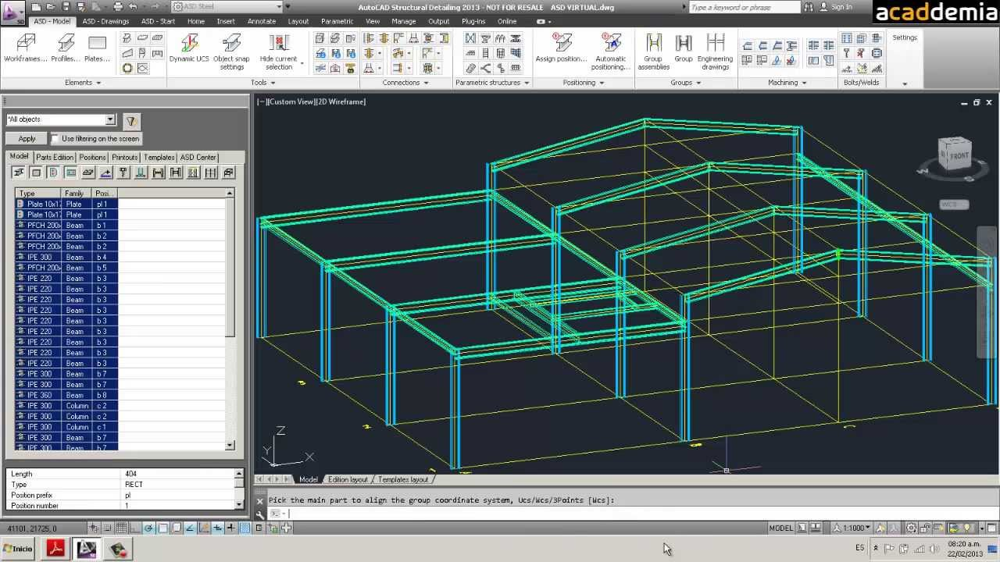 ASD Steel
AutoCAD Structural Detailing 2013 - NOT FOR RESALE   ASD VIRTUAL.dwg
Type a keyword or phrase
Sign In
acaddemia
ASD - Model
ASD - Drawings
ASD - Start
Home
Insert
Annotate
Layout
Parametric
View
Manage
Output
Plug-ins
Online
Workframes...
Profiles...
Plates...
Dynamic UCS
Object snap settings
Hide current selection
Assign position...
Automatic positioning...
Group assemblies
Group
Engineering drawings
Settings
Elements
Tools
Connections
Parametric structures
Positioning
Groups
Machining
Bolts/Welds
*All objects
Apply
Use filtering on the screen
Model
Parts Edition
Positions
Printouts
Templates
ASD Center
Type Family Posi
Plate 10x17 Plate pl 1
Plate 10x17 Plate pl 1
PFCH 200x Beam b 1
PFCH 200x Beam b 2
PFCH 200x Beam b 2
IPE 300 Beam b 4
PFCH 200x Beam b 5
IPE 220 Beam b 3
IPE 220 Beam b 3
IPE 220 Beam b 3
IPE 220 Beam b 3
IPE 220 Beam b 3
IPE 220 Beam b 3
IPE 220 Beam b 3
IPE 220 Beam b 3
IPE 220 Beam b 3
IPE 300 Beam b 7
IPE 300 Beam b 7
IPE 360 Beam b 8
IPE 300 Column c 2
IPE 300 Column c 2
IPE 300 Column c 1
IPE 300 Beam b 7
IPE 300 Beam b 7
Length 404
Type RECT
Position prefix pl
Position number 1
[−][Custom View][2D Wireframe]
FRONT
W
S
WCS
3
2
1
B
C
Z
Y
X
Model
Edition layout
Templates layout
Pick the main part to align the group coordinate system, Ucs/Wcs/3Points [Wcs]:
41101, 21725, 0
MODEL
1:1000
Inicio
ES
08:20 a.m.
22/02/2013